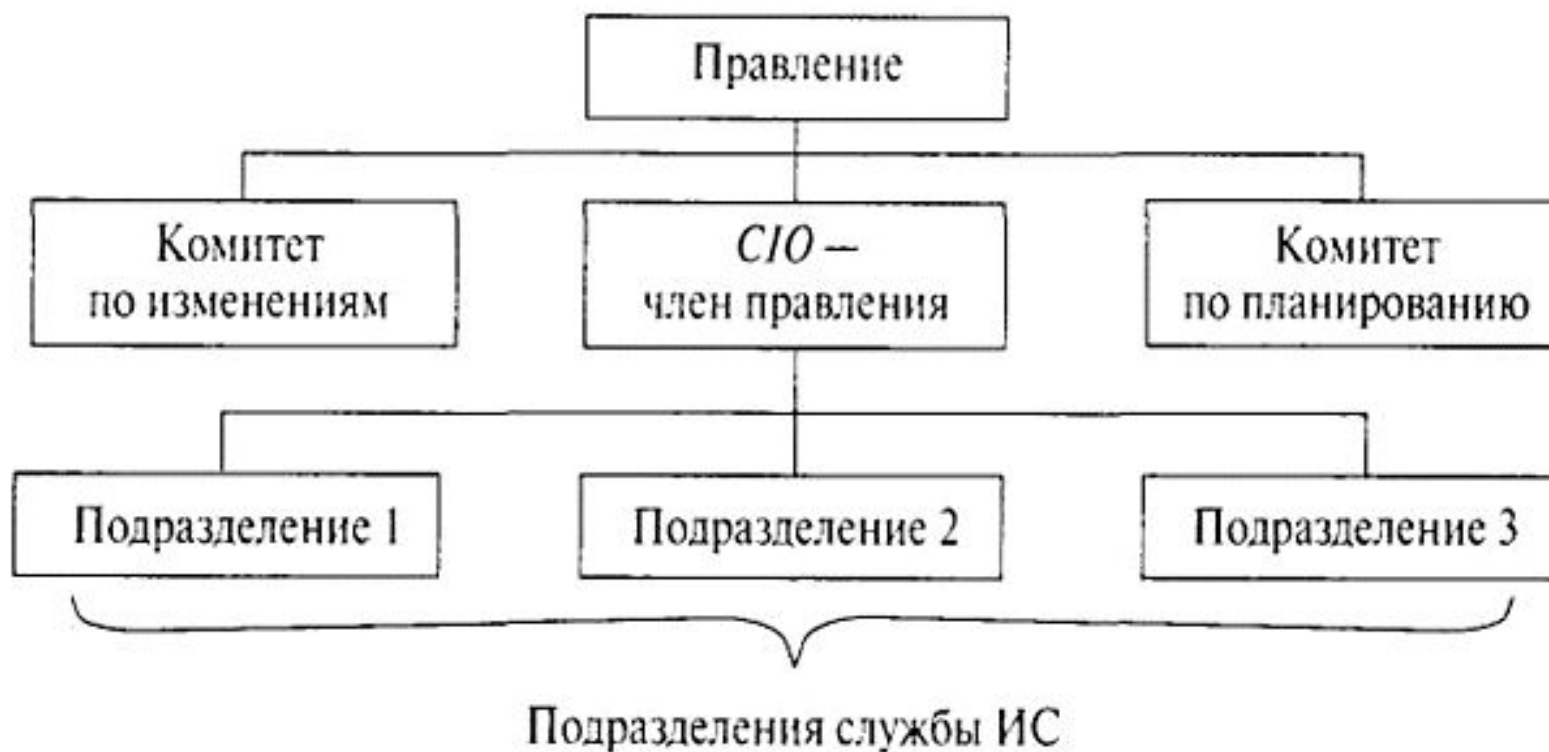 Правление
Комитет
по изменениям
CIO —
член правления
Комитет
по планированию
Подразделение 1
Подразделение 2
Подразделение 3
Подразделения службы ИС